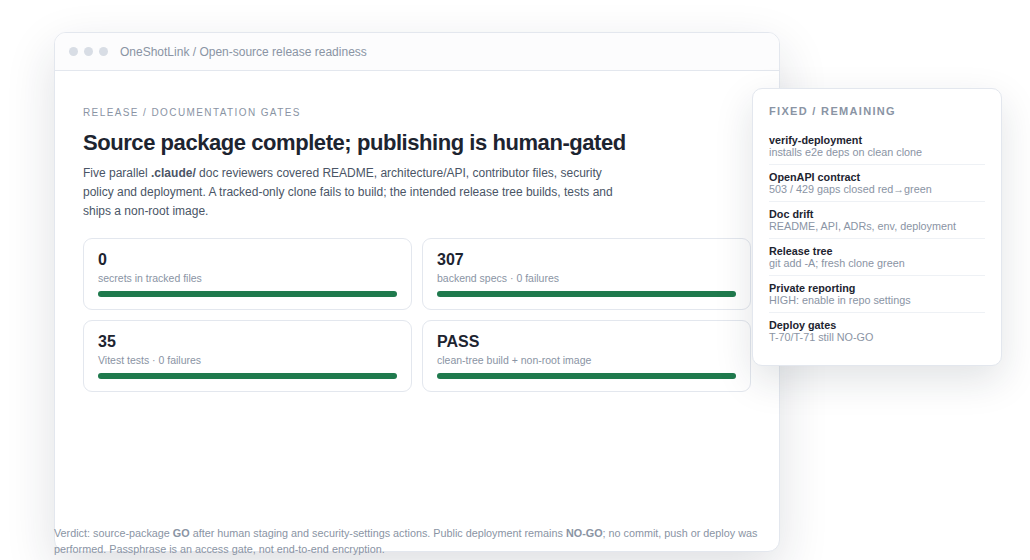 OneShotLink / Open-source release readiness
RELEASE / DOCUMENTATION GATES
Source package complete; publishing is human-gated
Five parallel .claude/ doc reviewers covered README, architecture/API, contributor files, security
policy and deployment. A tracked-only clone fails to build; the intended release tree builds, tests and
ships a non-root image.
0
secrets in tracked files
307
backend specs · 0 failures
35
Vitest tests · 0 failures
PASS
clean-tree build + non-root image
FIXED / REMAINING
verify-deployment
installs e2e deps on clean clone
OpenAPI contract
503 / 429 gaps closed red→green
Doc drift
README, API, ADRs, env, deployment
Release tree
git add -A; fresh clone green
Private reporting
HIGH: enable in repo settings
Deploy gates
T-70/T-71 still NO-GO
Verdict: source-package GO after human staging and security-settings actions. Public deployment remains NO-GO; no commit, push or deploy was
performed. Passphrase is an access gate, not end-to-end encryption.